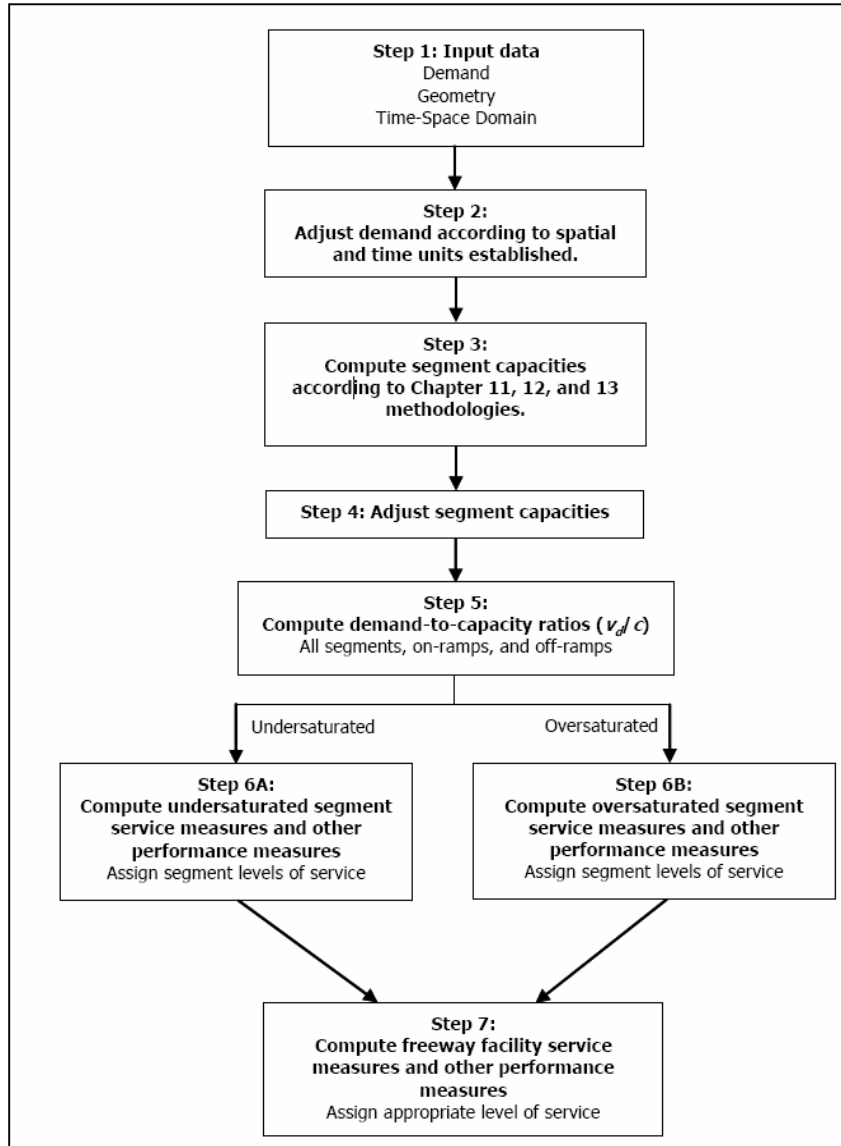 Step 1: Input data
Demand
Geometry
Time-Space Domain
Step 2:
Adjust demand according to spatial
and time units established.
Step 3:
Compute segment capacities
according to Chapter 11, 12, and 13
methodologies.
Step 4: Adjust segment capacities
Step 5:
Compute demand-to-capacity ratios (v_d/c)
All segments, on-ramps, and off-ramps
Undersaturated
Oversaturated
Step 6A:
Compute undersaturated segment
service measures and other
performance measures
Assign segment levels of service
Step 6B:
Compute oversaturated segment
service measures and other
performance measures
Assign segment levels of service
Step 7:
Compute freeway facility service
measures and other performance
measures
Assign appropriate level of service